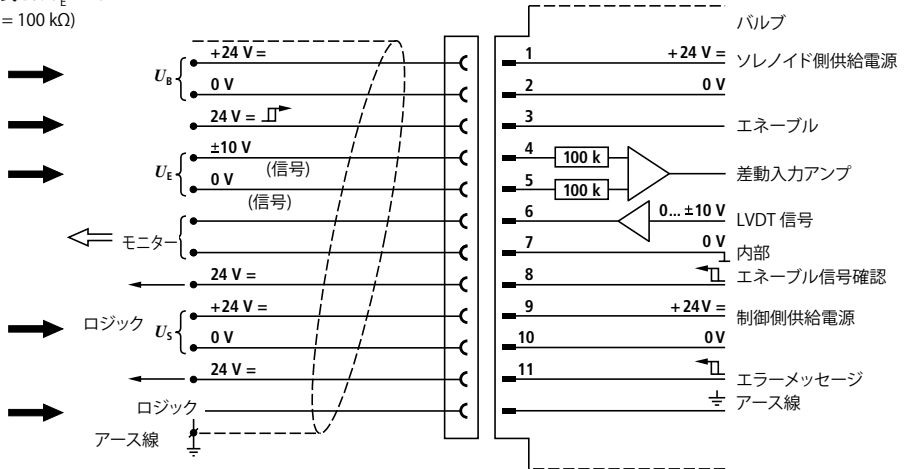 = 100 kΩ)
バルブ
+24 V =
1
+24 V =
ソレノイド側供給電源
UB
0 V
2
0 V
24 V =
3
エネーブル
±10 V
4
100 k
(信号)
差動入力アンプ
UE
0 V
5
100 k
(信号)
6
0... ±10 V
LVDT 信号
モニター
7
0 V
内部
24 V =
8
エネーブル信号確認
+24 V =
9
+24V =
制御側供給電源
ロジック
US
0 V
10
0V
24 V =
11
エラーメッセージ
ロジック
アース線
アース線